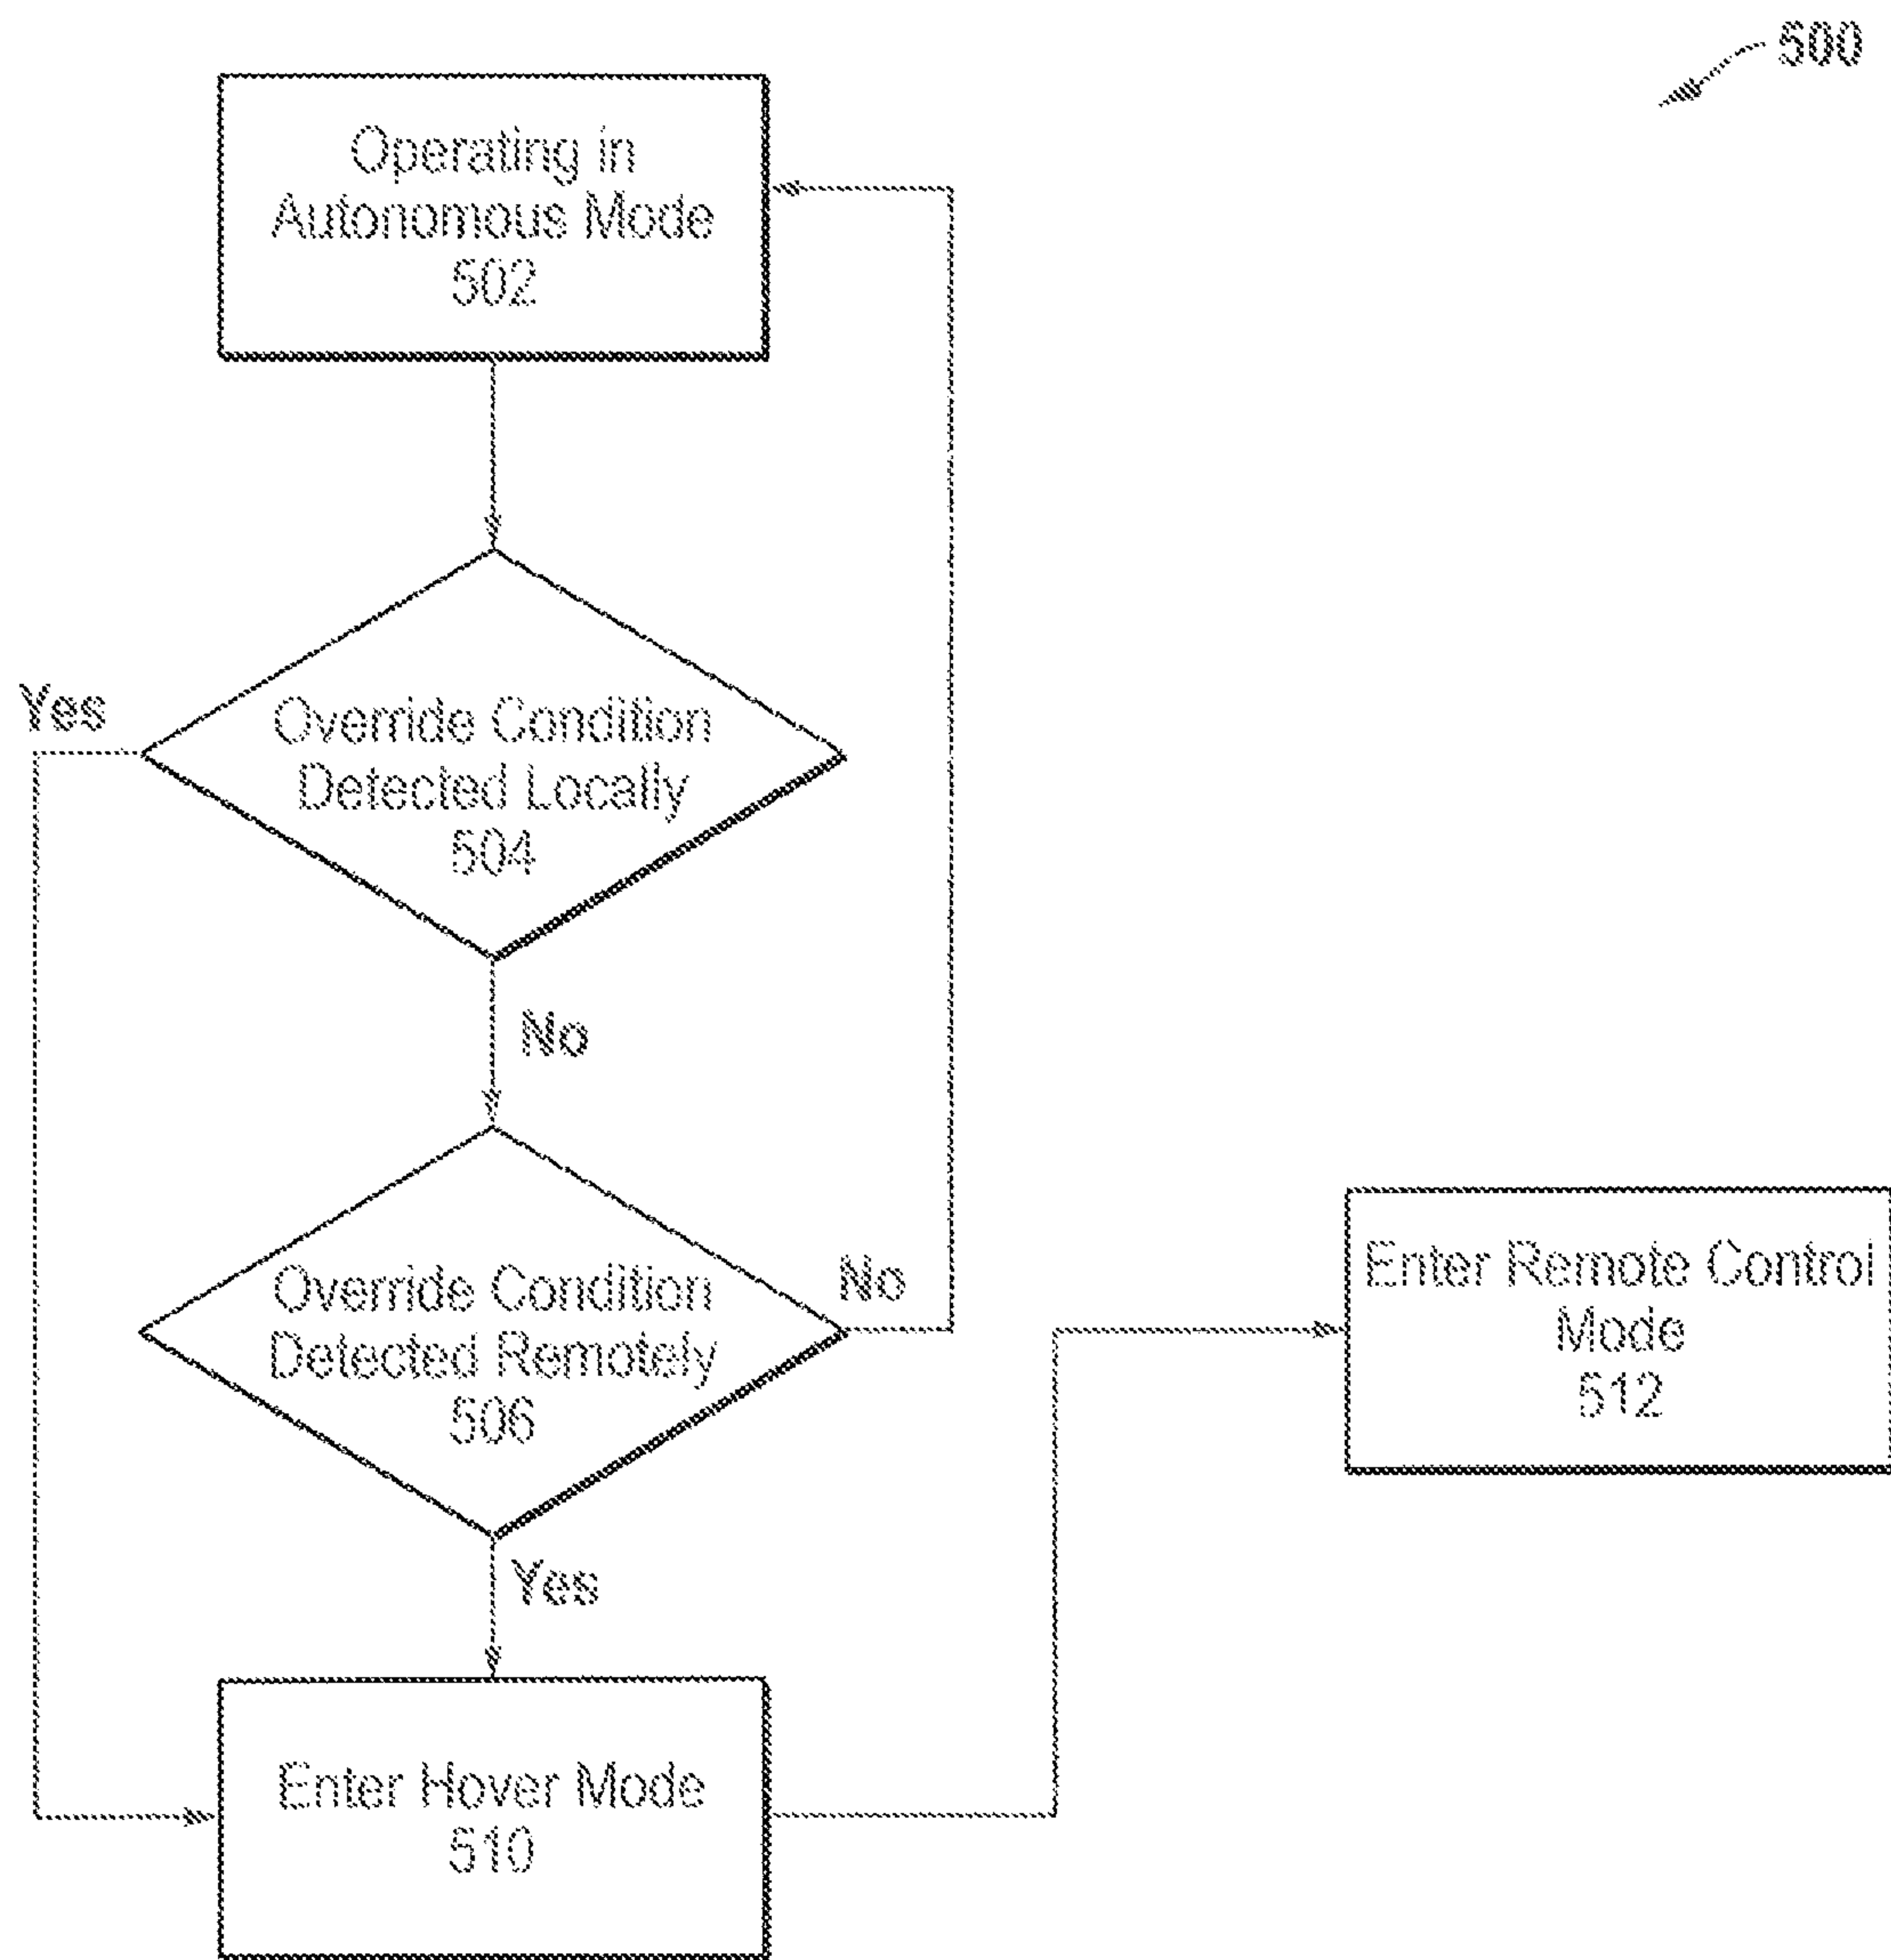 500
Operating in
Autonomous Mode
502
Yes
Override Condition
Detected Locally
504
No
Override Condition
Detected Remotely
506
No
Yes
Enter Hover Mode
510
Enter Remote Control
Mode
512